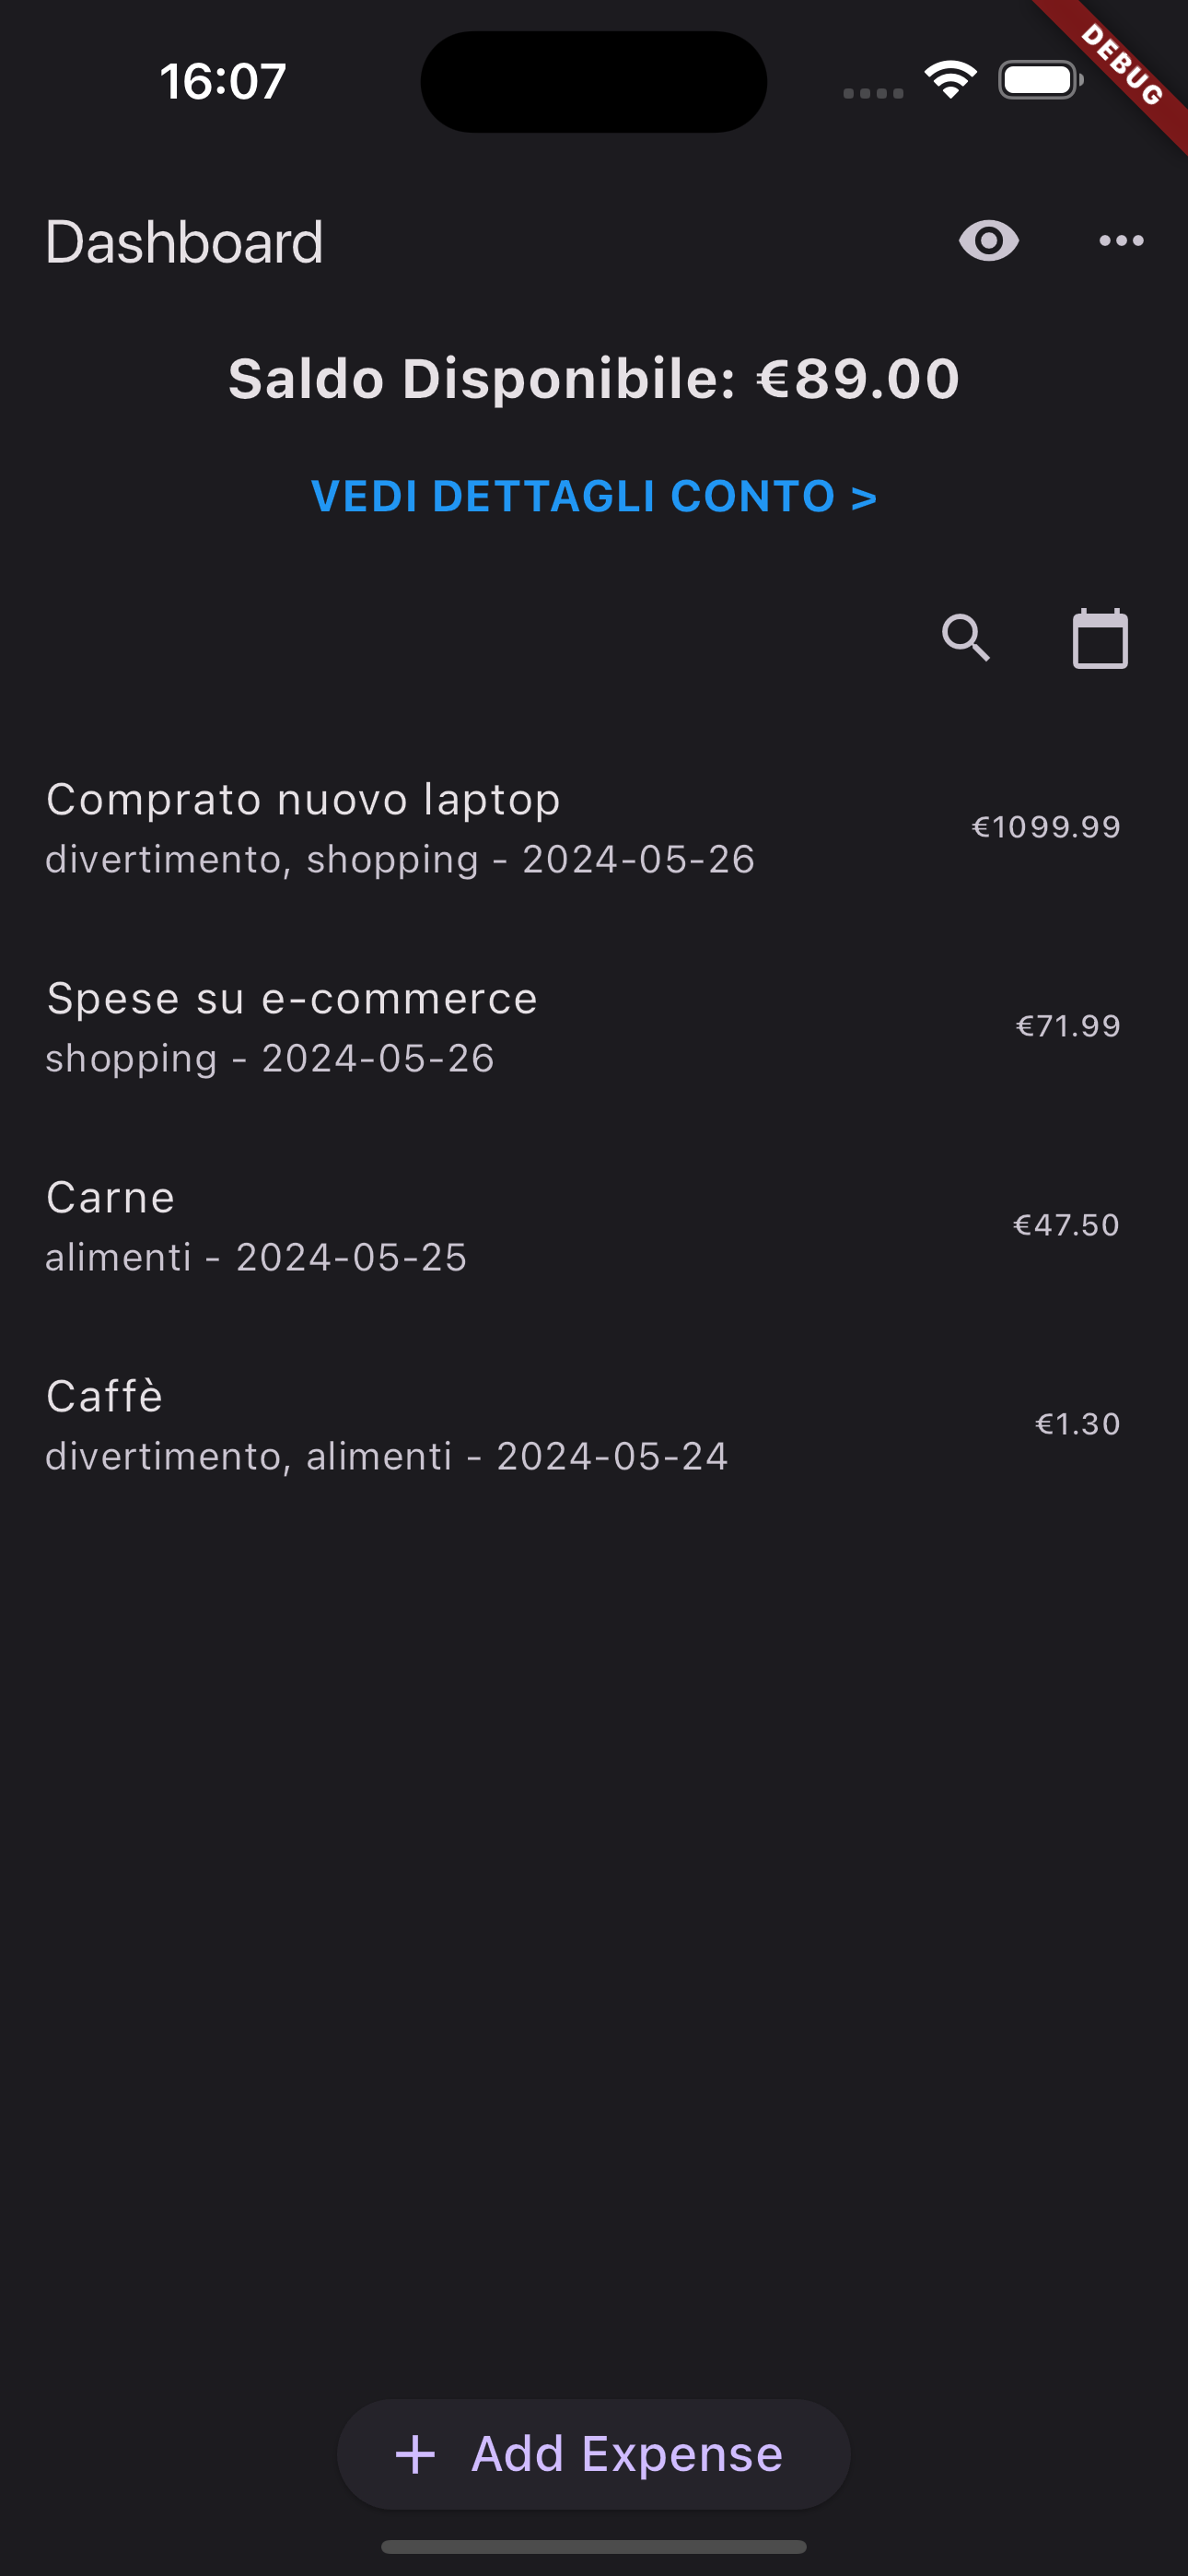 16:07
DEBUG
Dashboard
Saldo Disponibile: €89.00
VEDI DETTAGLI CONTO >
Comprato nuovo laptop
€1099.99
divertimento, shopping - 2024-05-26
Spese su e-commerce
€71.99
shopping - 2024-05-26
Carne
€47.50
alimenti - 2024-05-25
Caffè
€1.30
divertimento, alimenti - 2024-05-24
+ Add Expense